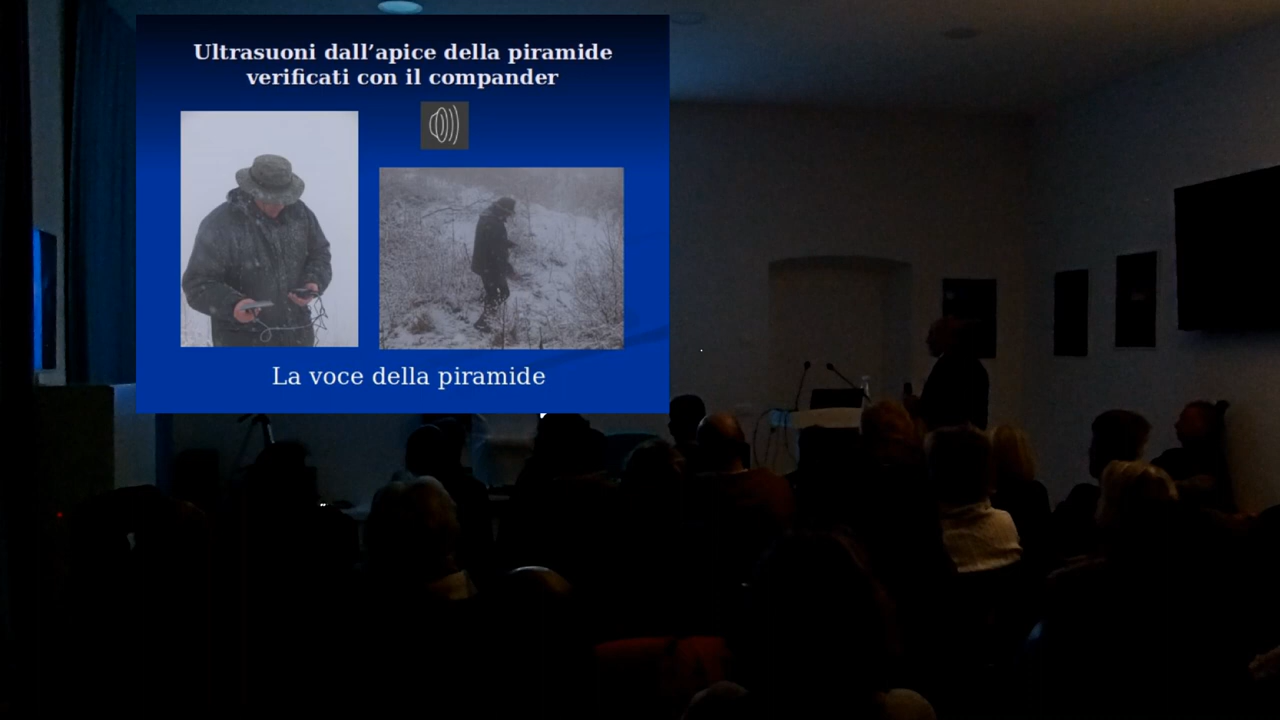 Ultrasuoni dall’apice della piramide
verificati con il compander
La voce della piramide